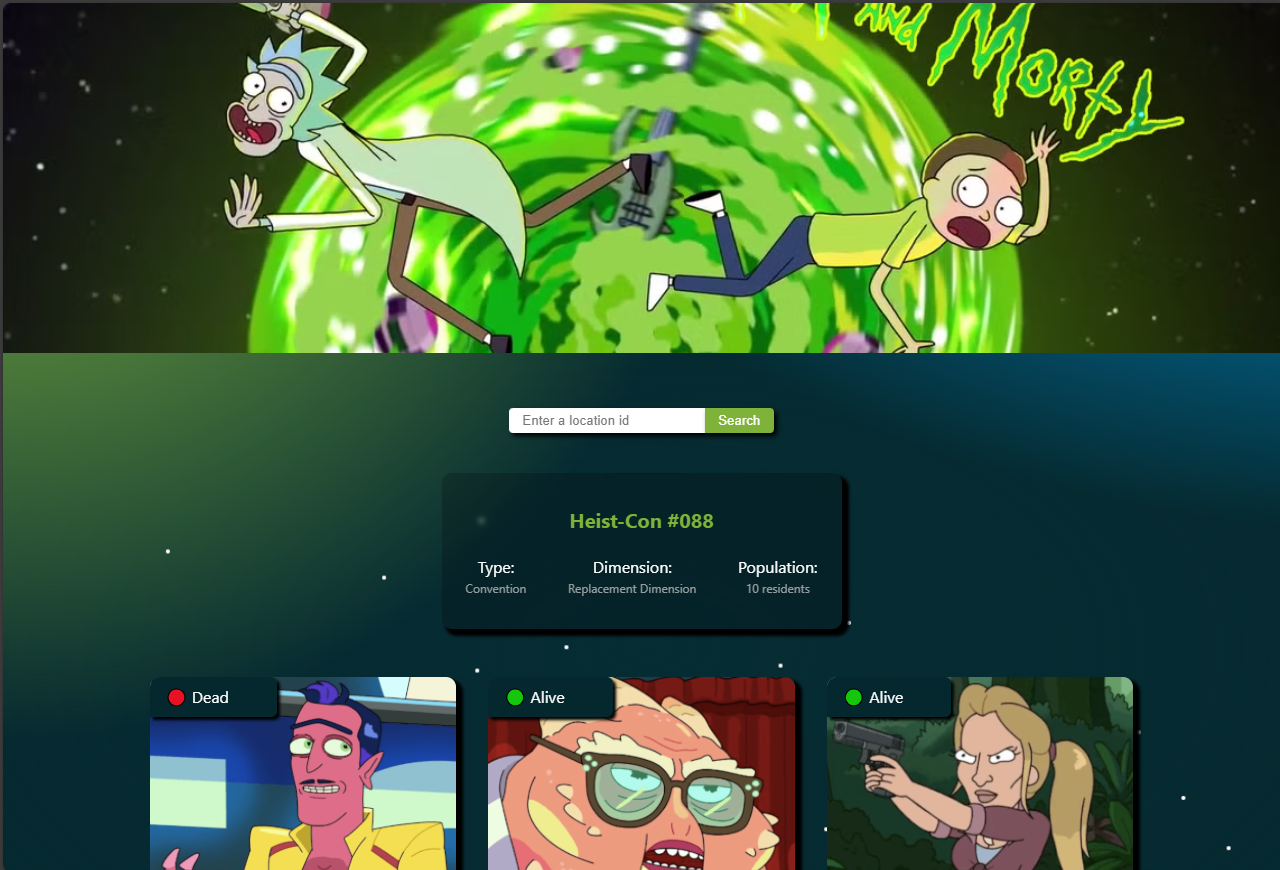 AND
MORTY
Enter a location id
Search
Heist-Con #088
Type:
Dimension:
Population:
Convention
Replacement Dimension
10 residents
Dead
Alive
Alive